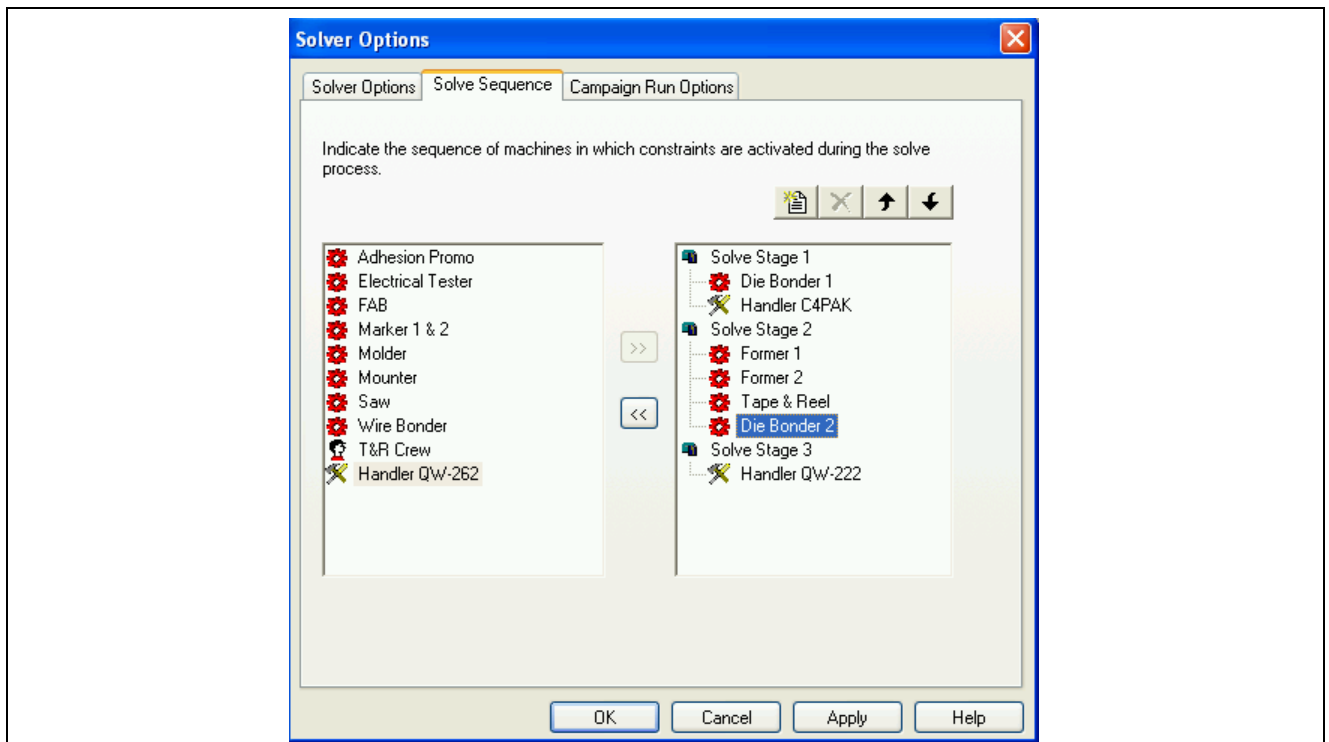 Solver Options
Solver Options
Solve Sequence
Campaign Run Options
Indicate the sequence of machines in which constraints are activated during the solve
process.
Adhesion Promo
Electrical Tester
FAB
Marker 1 & 2
Molder
Mounter
Saw
Wire Bonder
T&R Crew
Handler QW-262
>>
<<
Solve Stage 1
Die Bonder 1
Handler C4PAK
Solve Stage 2
Former 1
Former 2
Tape & Reel
Die Bonder 2
Solve Stage 3
Handler QW-222
OK
Cancel
Apply
Help